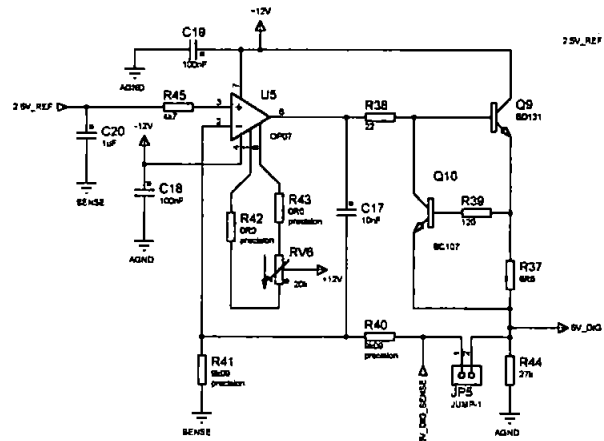 C19
100nF
AGND
-12V
2 5V_REF
Q9
BD131
2 5V_REF
R45
4k7
3
2
7
U5
6
OP07
4
8
R38
22
C20
1uF
SENSE
-12V
C18
100nF
AGND
R42
0R0
precision
R43
0R0
precision
RV6
20k
+12V
C17
10nF
Q10
BC107
R39
120
R37
6R8
5V_DIG
R40
9k09
precision
R41
9k09
precision
SENSE
5V_DIG_SENSE
1
2
JP5
JUMP-1
R44
27k
AGND